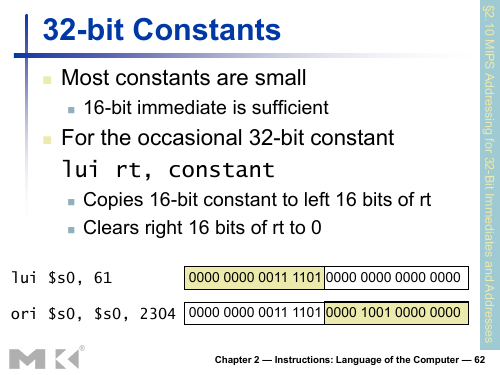 32-bit Constants
Most constants are small
16-bit immediate is sufficient
For the occasional 32-bit constant
lui rt, constant
Copies 16-bit constant to left 16 bits of rt
Clears right 16 bits of rt to 0
lui $s0, 61 0000 0000 0011 1101 0000 0000 0000 0000
ori $s0, $s0, 2304 0000 0000 0011 1101 0000 1001 0000 0000
§2.10 MIPS Addressing for 32-Bit Immediates and Addresses
MK®
Chapter 2 — Instructions: Language of the Computer — 62